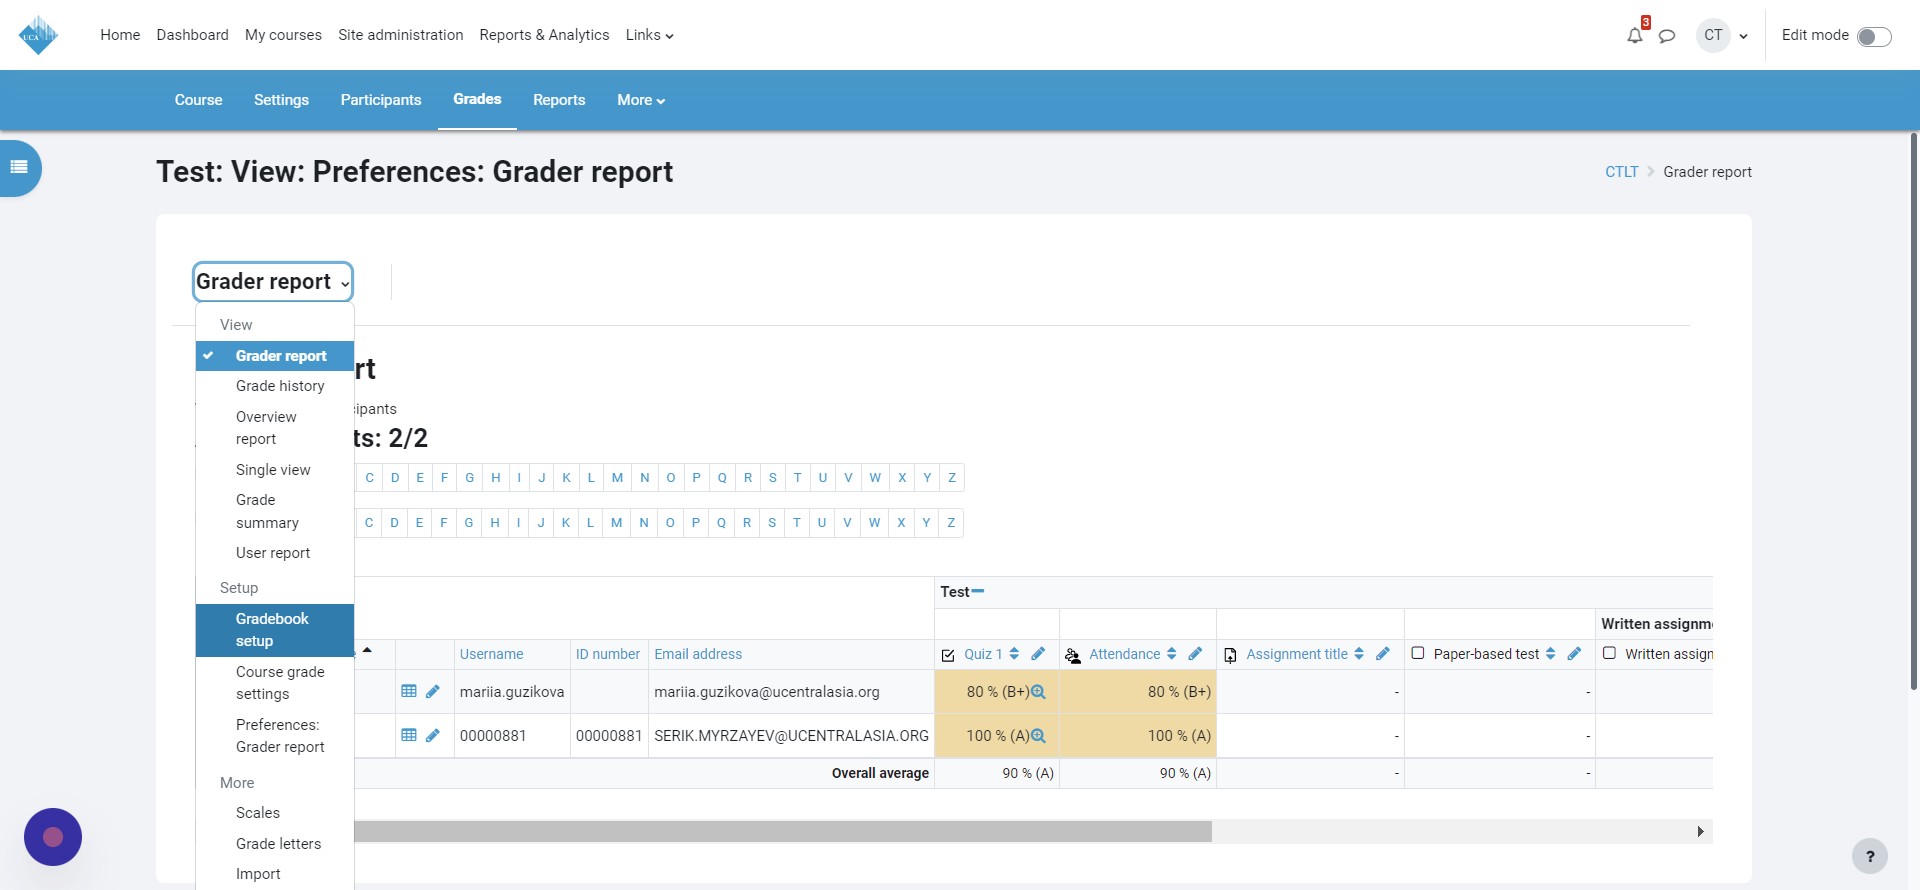 UCA
Home Dashboard My courses Site administration Reports & Analytics Links
3
CT
Edit mode
Course Settings Participants Grades Reports More
Test: View: Preferences: Grader report
CTLT Grader report
Grader report
View
Grader report
Grade history
Overview
report
Single view
Grade
summary
User report
Setup
Gradebook
setup
Course grade
settings
Preferences:
Grader report
More
Scales
Grade letters
Import
rt
cipants
ts: 2/2
C D E F G H I J K L M N O P Q R S T U V W X Y Z
C D E F G H I J K L M N O P Q R S T U V W X Y Z
Test
Written assignm
Username ID number Email address Quiz 1 Attendance Assignment title Paper-based test Written assign
mariia.guzikova mariia.guzikova@ucentralasia.org 80 % (B+) 80 % (B+) - -
00000881 00000881 SERIK.MYRZAYEV@UCENTRALASIA.ORG 100 % (A) 100 % (A) - -
Overall average 90 % (A) 90 % (A) - -
?